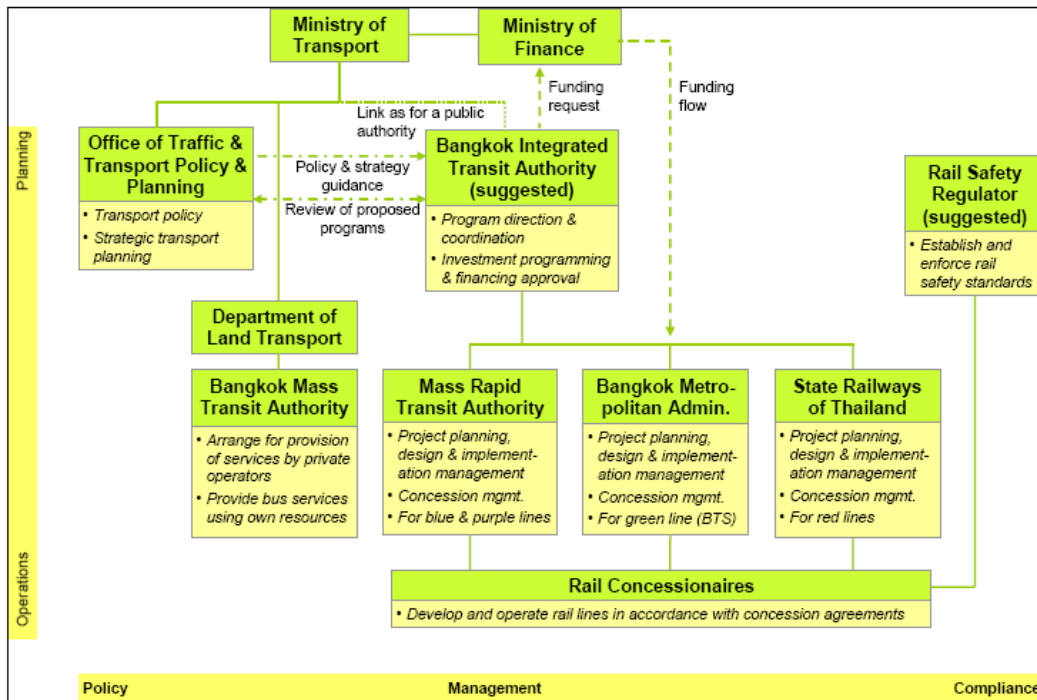 Ministry of
Transport
Ministry of
Finance
Funding
request
Funding
flow
Link as for a public
authority
Planning
Office of Traffic &
Transport Policy &
Planning
• Transport policy
• Strategic transport
planning
Policy & strategy
guidance
Review of proposed
programs
Bangkok Integrated
Transit Authority
(suggested)
• Program direction &
coordination
• Investment programming
& financing approval
Rail Safety
Regulator
(suggested)
• Establish and
enforce rail
safety standards
Department of
Land Transport
Bangkok Mass
Transit Authority
• Arrange for provision
of services by private
operators
• Provide bus services
using own resources
Mass Rapid
Transit Authority
• Project planning,
design & implement-
ation management
• Concession mgmt.
• For blue & purple lines
Bangkok Metro-
politan Admin.
• Project planning,
design & implement-
ation management
• Concession mgmt.
• For green line (BTS)
State Railways
of Thailand
• Project planning,
design & implement-
ation management
• Concession mgmt.
• For red lines
Operations
Rail Concessionaires
• Develop and operate rail lines in accordance with concession agreements
Policy
Management
Compliance